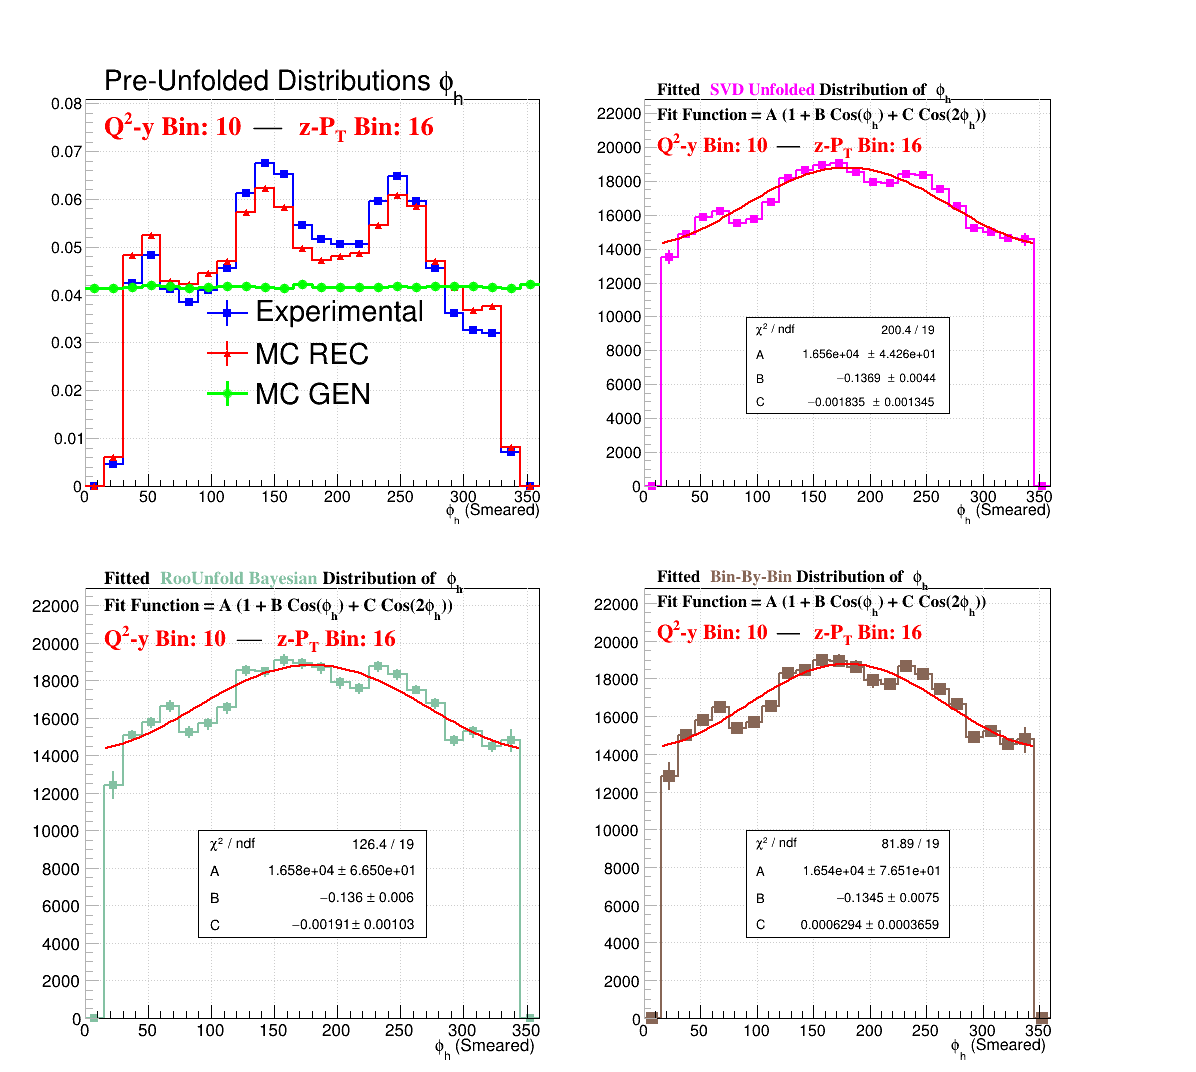 Pre-Unfolded Distributions ϕh
Q²-y Bin: 10 — z-PT Bin: 16
0.08
0.07
0.06
0.05
0.04
0.03
0.02
0.01
0
Experimental
MC REC
MC GEN
0 50 100 150 200 250 300 350
ϕh (Smeared)
Fitted SVD Unfolded Distribution of ϕh
Fit Function = A (1 + B Cos(ϕh) + C Cos(2ϕh))
Q²-y Bin: 10 — z-PT Bin: 16
22000
20000
18000
16000
14000
12000
10000
8000
6000
4000
2000
0
χ² / ndf 200.4 / 19
A 1.656e+04 ± 4.426e+01
B −0.1369 ± 0.0044
C −0.001835 ± 0.001345
0 50 100 150 200 250 300 350
ϕh (Smeared)
Fitted RooUnfold Bayesian Distribution of ϕh
Fit Function = A (1 + B Cos(ϕh) + C Cos(2ϕh))
Q²-y Bin: 10 — z-PT Bin: 16
22000
20000
18000
16000
14000
12000
10000
8000
6000
4000
2000
0
χ² / ndf 126.4 / 19
A 1.658e+04 ± 6.650e+01
B −0.136 ± 0.006
C −0.00191 ± 0.00103
0 50 100 150 200 250 300 350
ϕh (Smeared)
Fitted Bin-By-Bin Distribution of ϕh
Fit Function = A (1 + B Cos(ϕh) + C Cos(2ϕh))
Q²-y Bin: 10 — z-PT Bin: 16
22000
20000
18000
16000
14000
12000
10000
8000
6000
4000
2000
0
χ² / ndf 81.89 / 19
A 1.654e+04 ± 7.651e+01
B −0.1345 ± 0.0075
C 0.0006294 ± 0.0003659
0 50 100 150 200 250 300 350
ϕh (Smeared)